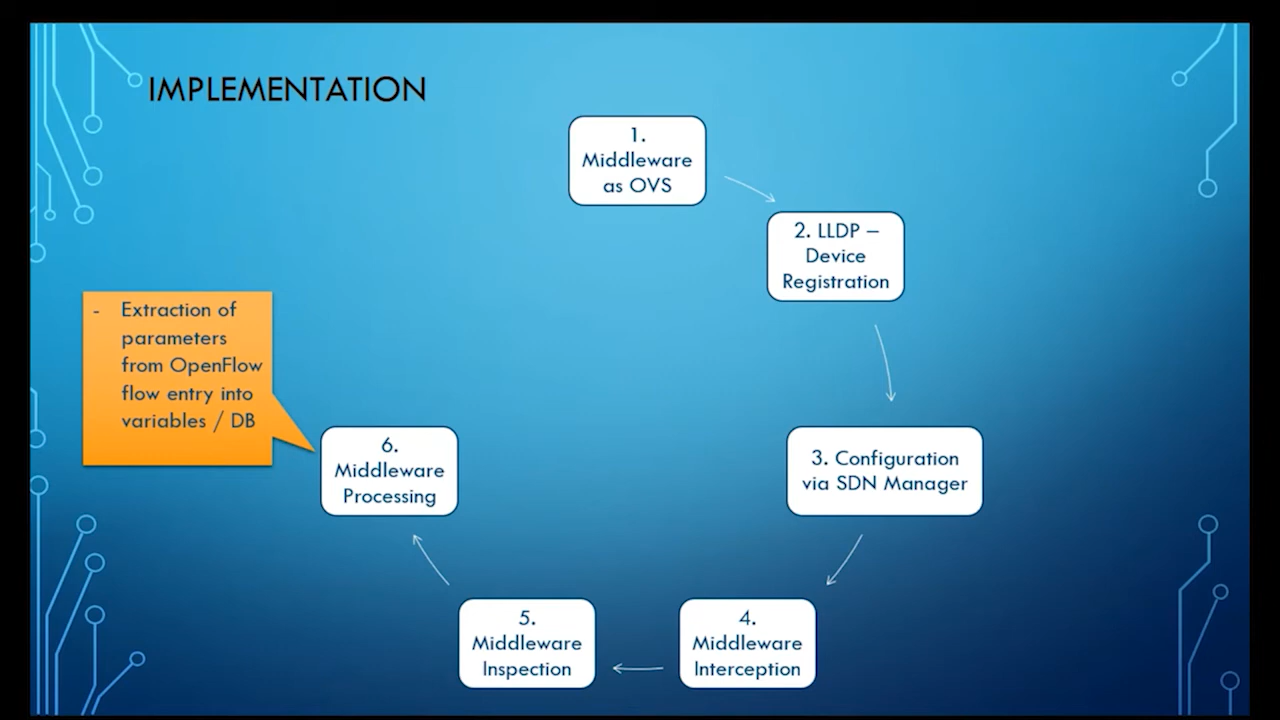 IMPLEMENTATION
1.
Middleware
as OVS
2. LLDP –
Device
Registration
3. Configuration
via SDN Manager
4.
Middleware
Interception
5.
Middleware
Inspection
6.
Middleware
Processing
- Extraction of
parameters
from OpenFlow
flow entry into
variables / DB